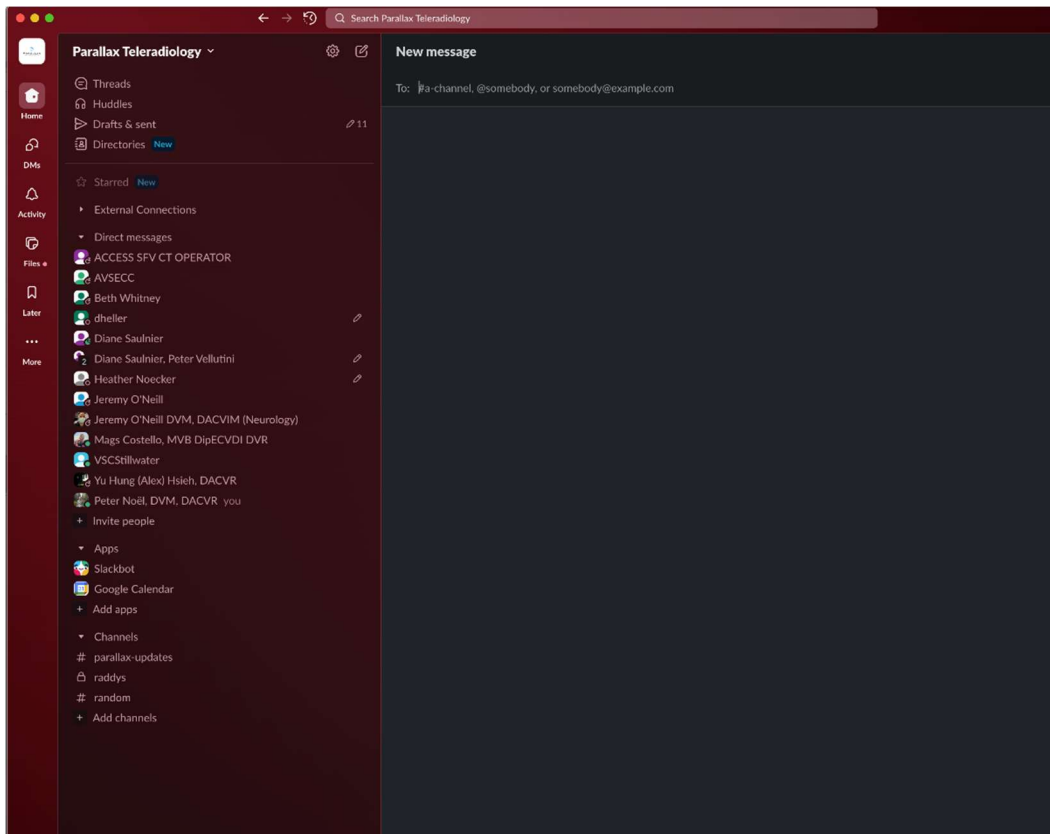 Search Parallax Teleradiology
Home
DMs
Activity
Files
Later
More
Parallax Teleradiology
Threads
Huddles
Drafts & sent 11
Directories New
Starred New
External Connections
Direct messages
ACCESS SFV CT OPERATOR
AVSECC
Beth Whitney
dheller
Diane Saulnier
2 Diane Saulnier, Peter Vellutini
Heather Noecker
Jeremy O'Neill
Jeremy O'Neill DVM, DACVIM (Neurology)
Mags Costello, MVB DipECVDI DVR
VSCStillwater
Yu Hung (Alex) Hsieh, DACVR
Peter Noël, DVM, DACVR you
+ Invite people
Apps
Slackbot
Google Calendar
+ Add apps
Channels
# parallax-updates
raddys
# random
+ Add channels
New message
To: #a-channel, @somebody, or somebody@example.com